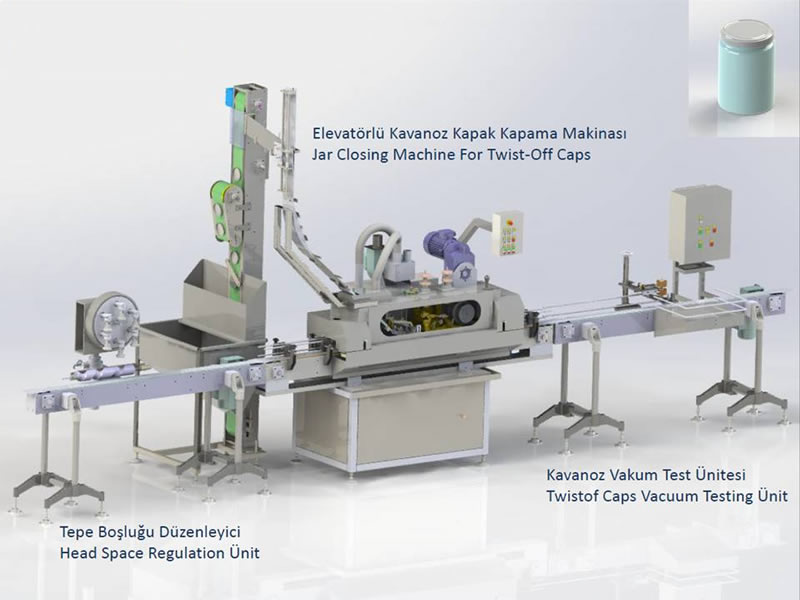 Elevatörlü Kavanoz Kapak Kapama Makinası
Jar Closing Machine For Twist-Off Caps
Kavanoz Vakum Test Ünitesi
Twistof Caps Vacuum Testing Ünit
Tepe Boşluğu Düzenleyici
Head Space Regulation Ünit